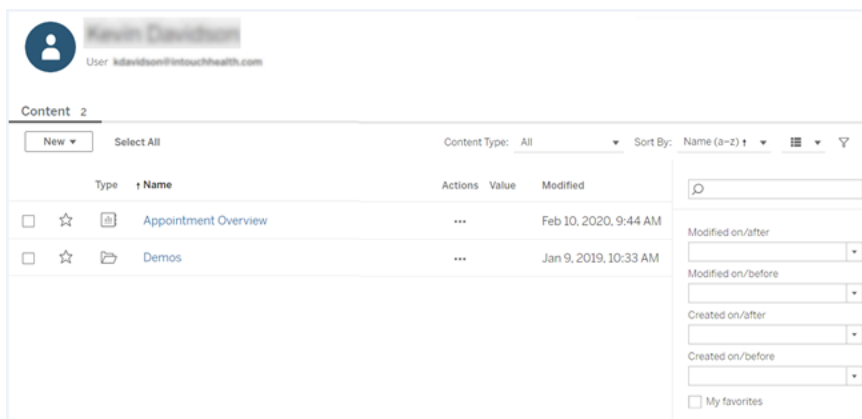 User
Content 2
New Select All Content Type: All Sort By: Name (a-z) ↑
Type ↑ Name Actions Value Modified
Appointment Overview ... Feb 10, 2020, 9:44 AM
Demos ... Jan 9, 2019, 10:33 AM
Modified on/after
Modified on/before
Created on/after
Created on/before
My favorites